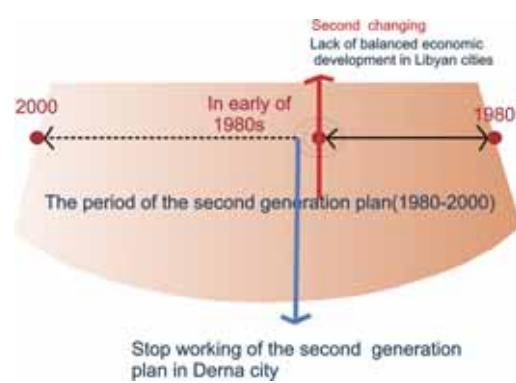 Second changing
Lack of balanced economic
development in Libyan cities
2000
In early of
1980s
1980
The period of the second generation plan(1980-2000)
Stop working of the second generation
plan in Derna city